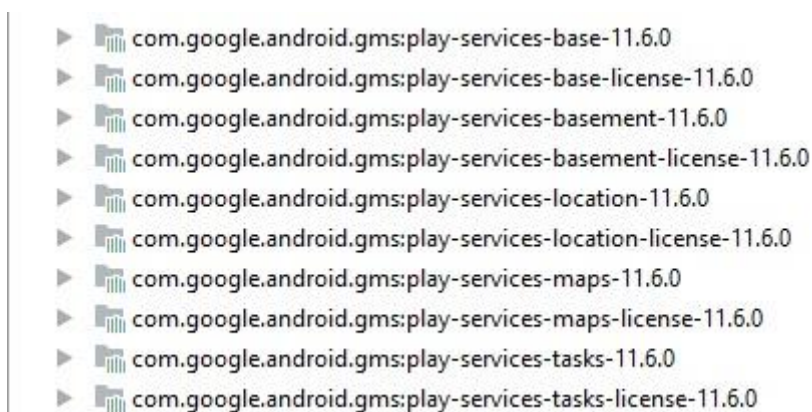 com.google.android.gms:play-services-base-11.6.0
com.google.android.gms:play-services-base-license-11.6.0
com.google.android.gms:play-services-basement-11.6.0
com.google.android.gms:play-services-basement-license-11.6.0
com.google.android.gms:play-services-location-11.6.0
com.google.android.gms:play-services-location-license-11.6.0
com.google.android.gms:play-services-maps-11.6.0
com.google.android.gms:play-services-maps-license-11.6.0
com.google.android.gms:play-services-tasks-11.6.0
com.google.android.gms:play-services-tasks-license-11.6.0